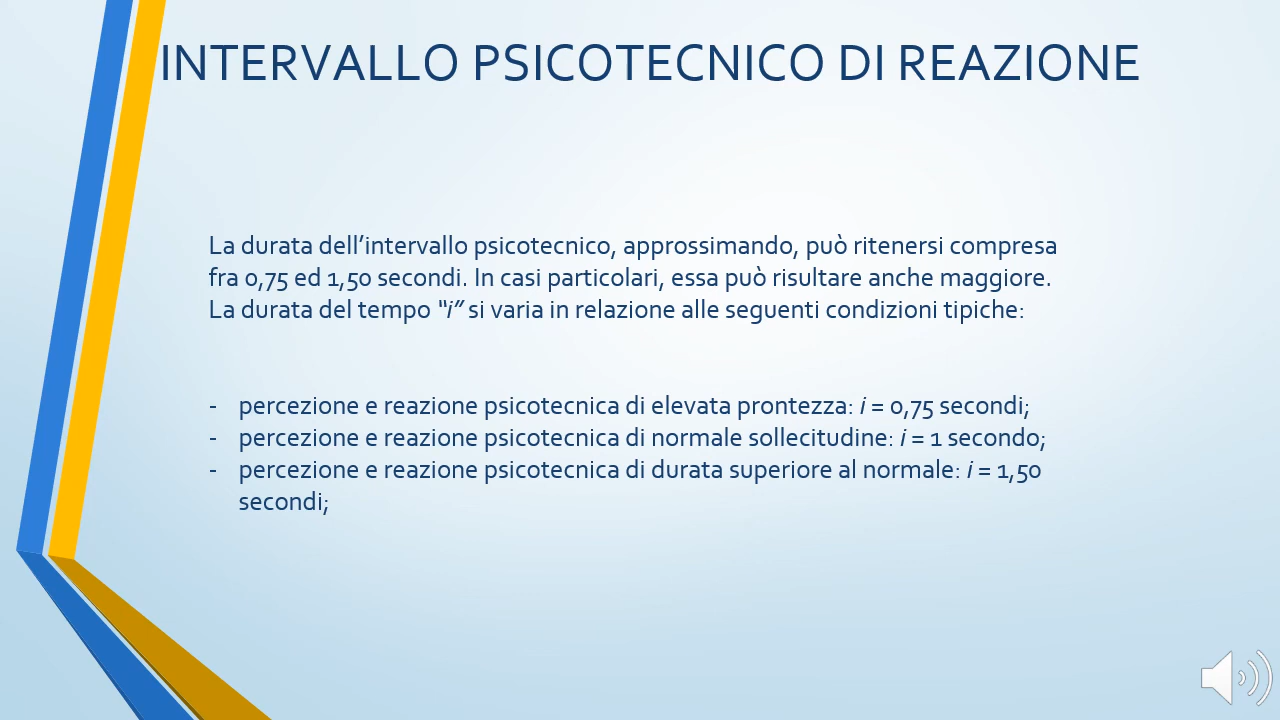 INTERVALLO PSICOTECNICO DI REAZIONE
La durata dell’intervallo psicotecnico, approssimando, può ritenersi compresa
fra 0,75 ed 1,50 secondi. In casi particolari, essa può risultare anche maggiore.
La durata del tempo “i” si varia in relazione alle seguenti condizioni tipiche:
- percezione e reazione psicotecnica di elevata prontezza: i = 0,75 secondi;
- percezione e reazione psicotecnica di normale sollecitudine: i = 1 secondo;
- percezione e reazione psicotecnica di durata superiore al normale: i = 1,50
secondi;